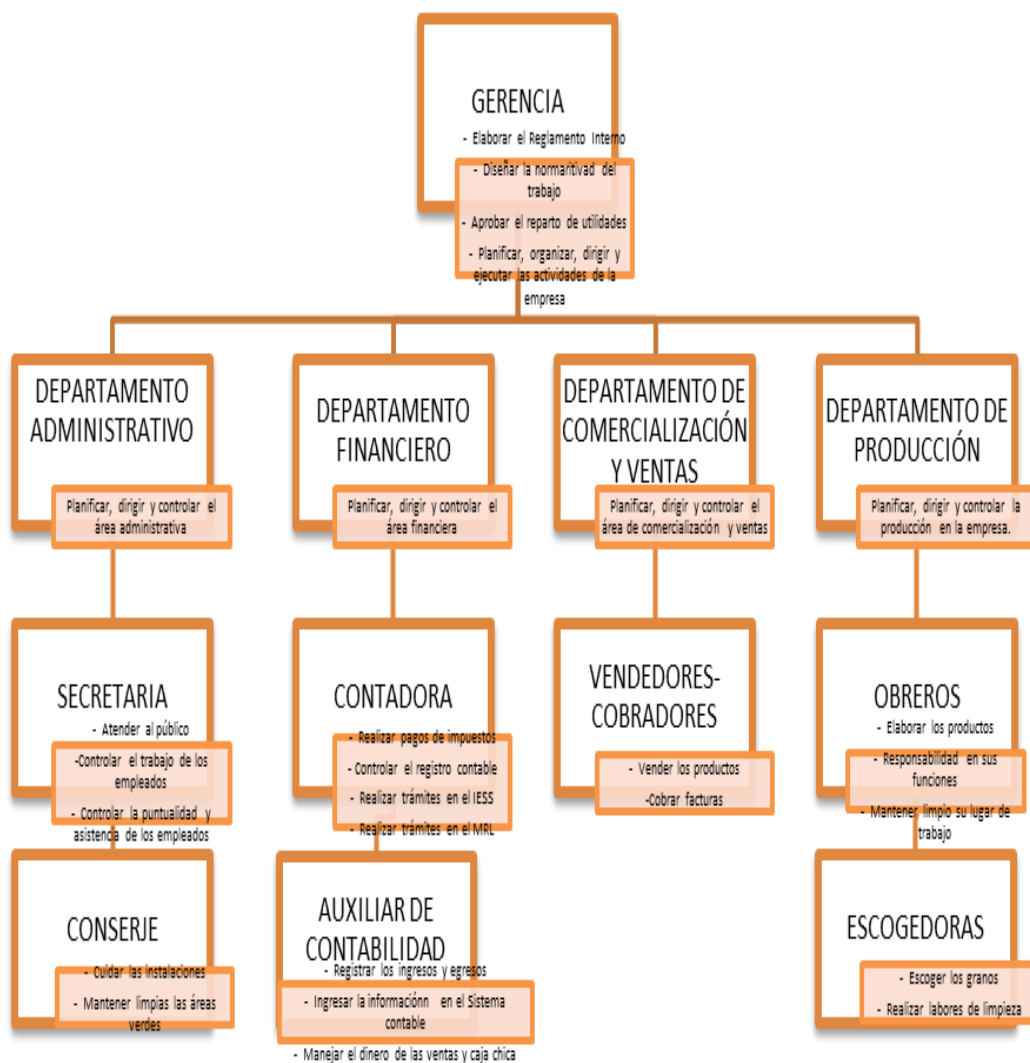 GERENCIA
- Elaborar el Reglamento Interno
- Diseñar la normaritivad del
trabajo
- Aprobar el reparto de utilidades
- Planificar, organizar, dirigir y
ejecutar las actividades de la
empresa
DEPARTAMENTO
ADMINISTRATIVO
Planificar, dirigir y controlar el
área administrativa
DEPARTAMENTO
FINANCIERO
Planificar, dirigir y controlar el
área financiera
DEPARTAMENTO DE
COMERCIALIZACIÓN
Y VENTAS
Planificar, dirigir y controlar el
área de comercialización y ventas
DEPARTAMENTO DE
PRODUCCIÓN
Planificar, dirigir y controlar la
producción en la empresa.
SECRETARIA
- Atender al público
-Controlar el trabajo de los
empleados
- Controlar la puntualidad y
asistencia de los empleados
CONTADORA
- Realizar pagos de impuestos
- Controlar el registro contable
- Realizar trámites en el IESS
- Realizar trámites en el MRL
VENDEDORES-
COBRADORES
- Vender los productos
-Cobrar facturas
OBREROS
- Elaborar los productos
- Responsabilidad en sus
funciones
- Mantener limpio su lugar de
trabajo
CONSERJE
- Cuidar las instalaciones
- Mantener limpias las áreas
verdes
AUXILIAR DE
CONTABILIDAD
- Registrar los ingresos y egresos
- Ingresar la informaciónn en el Sistema
contable
- Manejar el dinero de las ventas y caja chica
ESCOGEDORAS
- Escoger los granos
- Realizar labores de limpieza